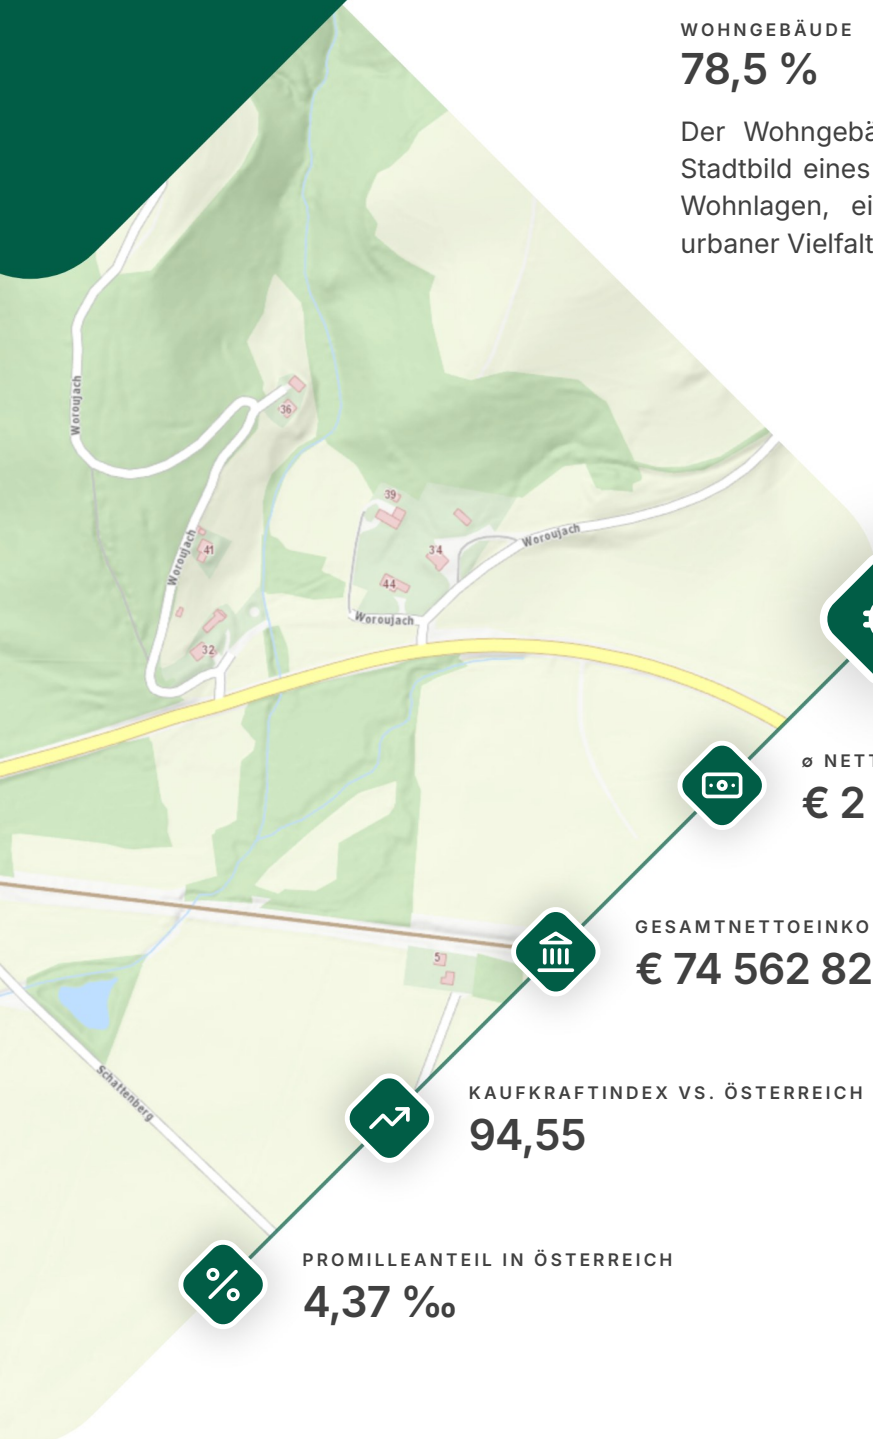 WOHNGEBÄUDE
78,5 %
Der Wohngebä
Stadtbild eines
Wohnlagen, ei
urbaner Vielfalt
Woroujach
36
39
Woroujach
34
41
Woroujach
44
Woroujach
32
ø NETT
€ 2
GESAMTNETTOEINKO
€ 74 562 82
5
Schattenberg
KAUFKRAFTINDEX VS. ÖSTERREICH
94,55
PROMILLEANTEIL IN ÖSTERREICH
4,37 ‰